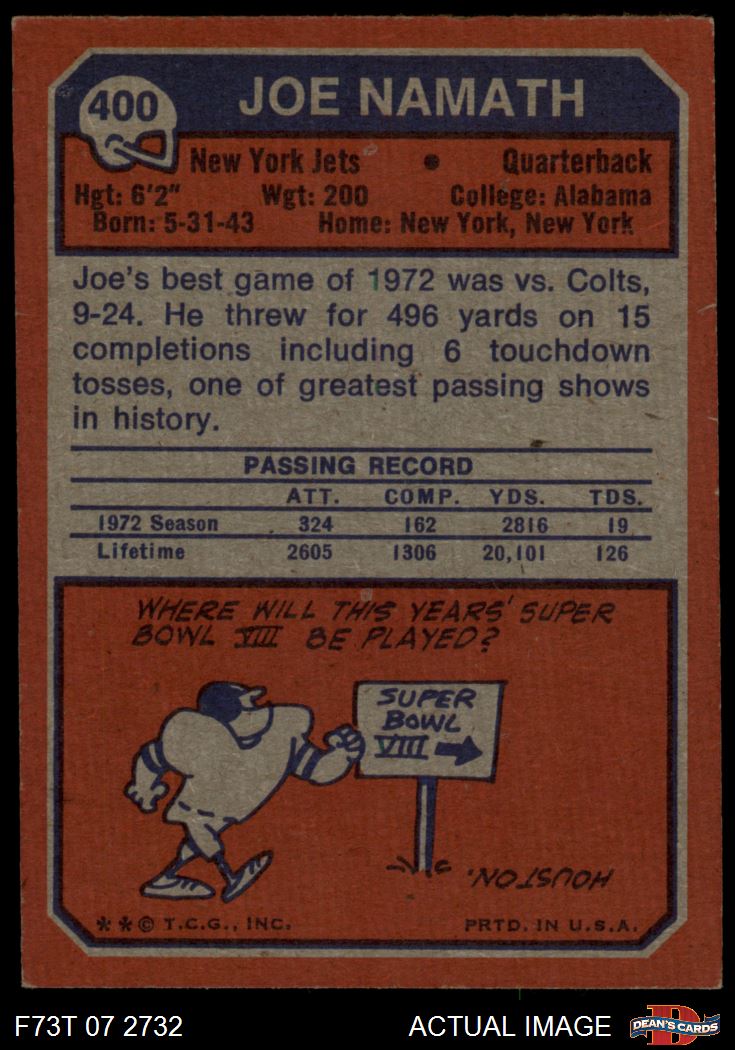 400
JOE NAMATH
New York Jets • Quarterback
Hgt: 6'2" Wgt: 200 College: Alabama
Born: 5-31-43 Home: New York, New York
Joe's best game of 1972 was vs. Colts,
9-24. He threw for 496 yards on 15
completions including 6 touchdown
tosses, one of greatest passing shows
in history.
PASSING RECORD
ATT. COMP. YDS. TDS.
1972 Season 324 162 2816 19
Lifetime 2605 1306 20,101 126
WHERE WILL THIS YEARS' SUPER
BOWL VIII BE PLAYED?
SUPER
BOWL
VIII
HOUSTON.
**© T.C.G., INC. PRTD. IN U.S.A.
F73T 07 2732 ACTUAL IMAGE
D
DEAN'S CARDS